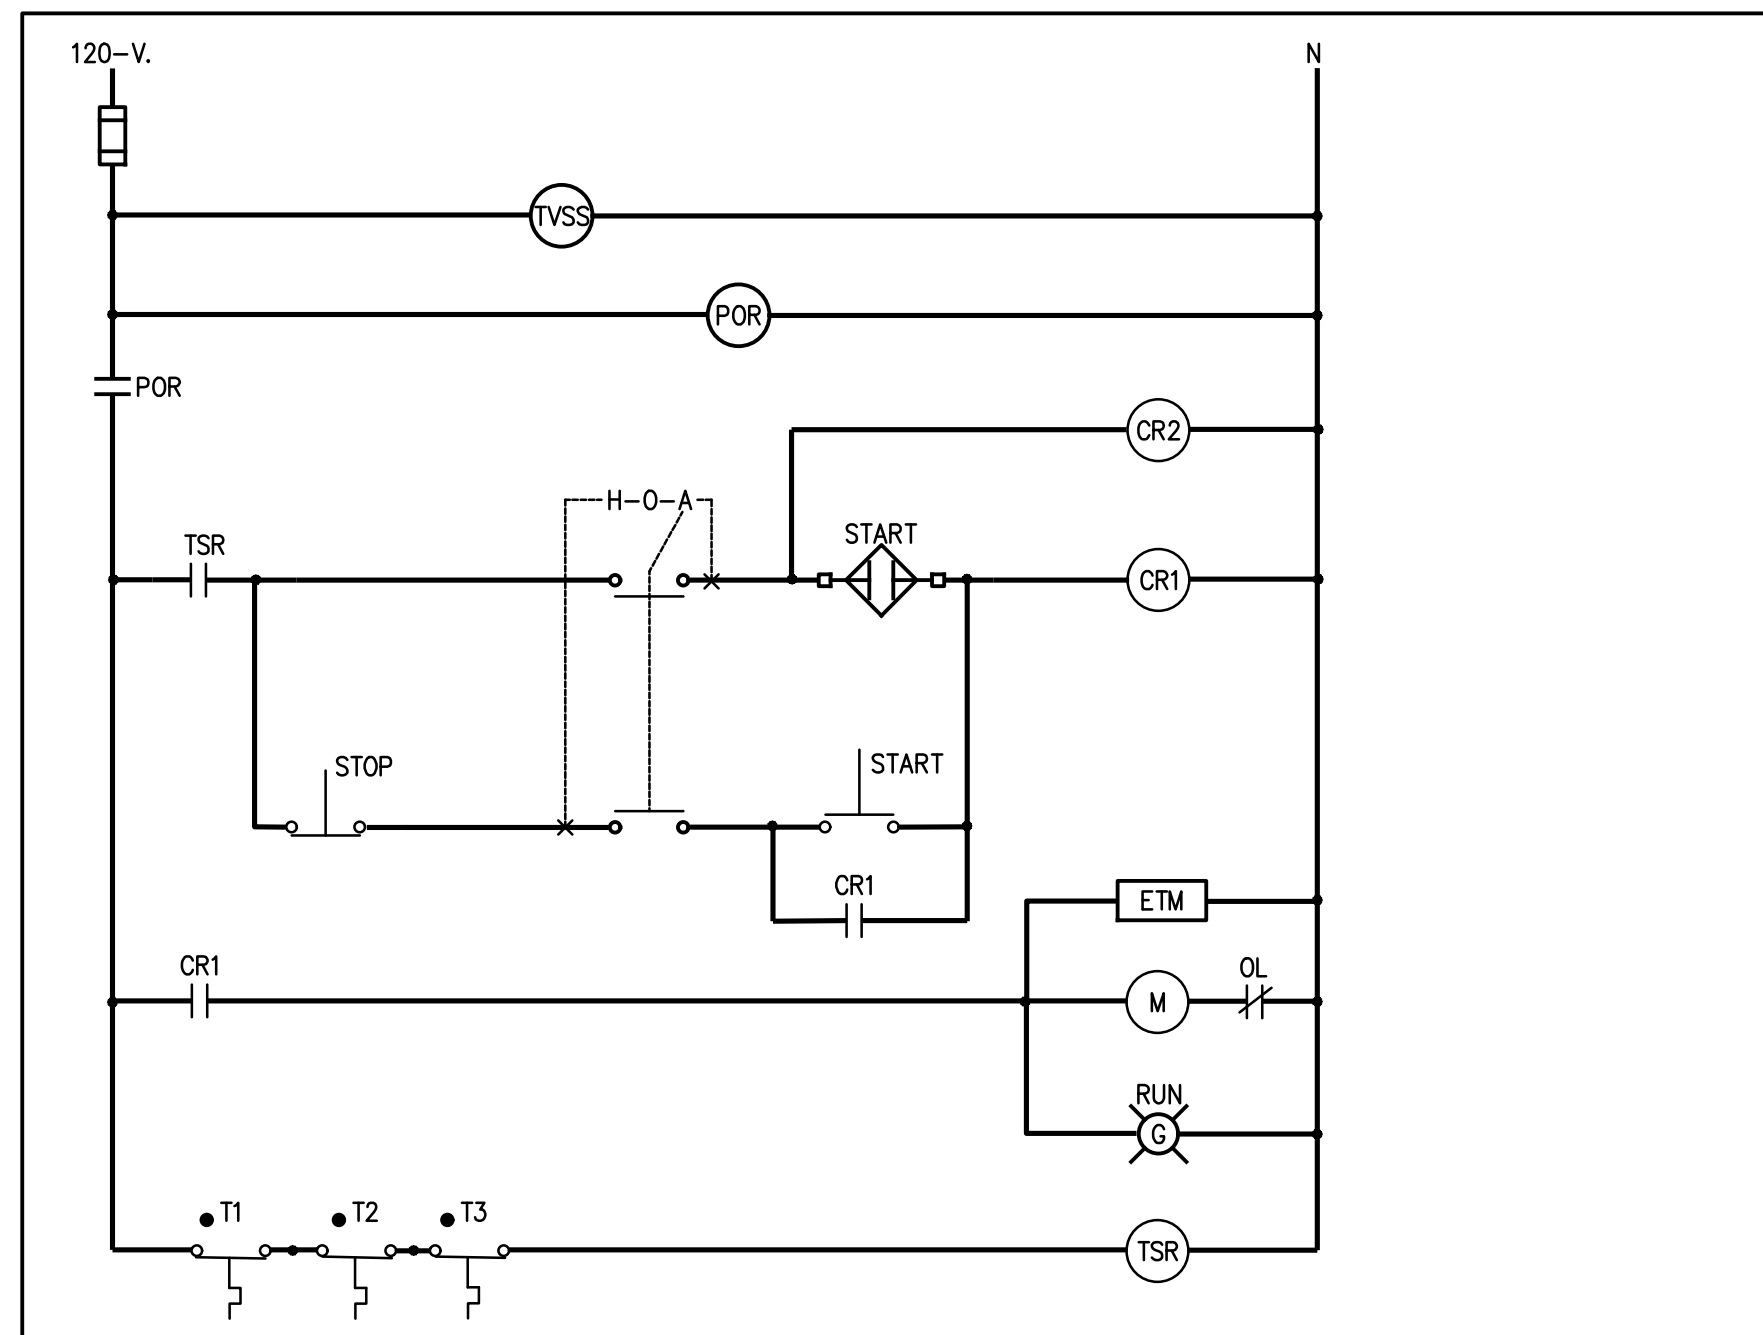 120-V.
N
TVSS
POR
POR
CR2
H-O-A
TSR
START
CR1
STOP
START
CR1
ETM
CR1
OL
M
RUN
G
T1
T2
T3
TSR